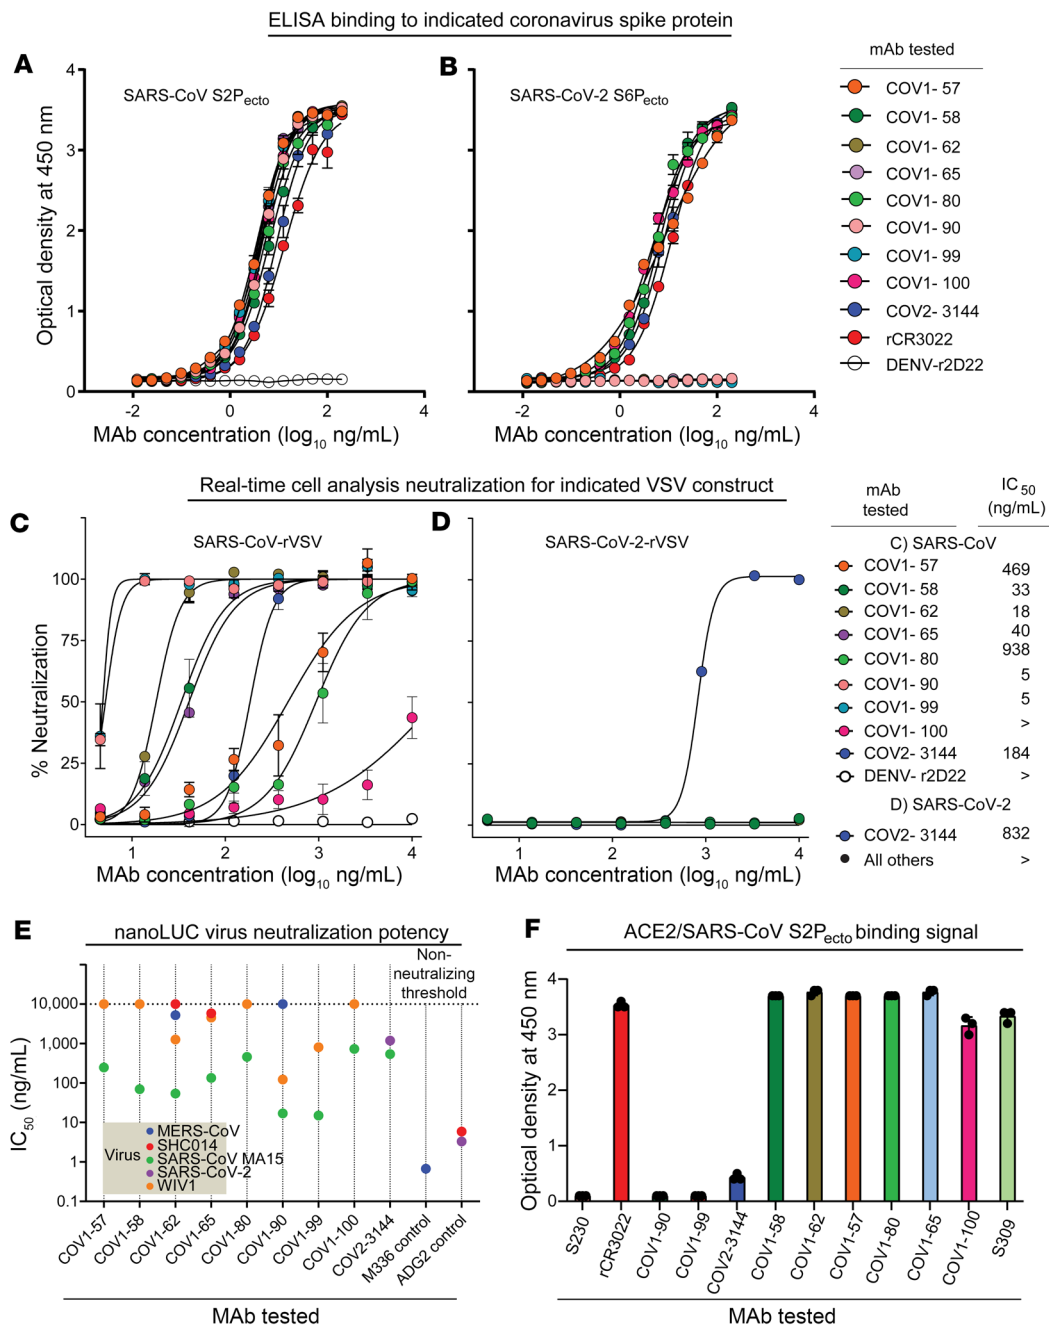 ELISA binding to indicated coronavirus spike protein
A
SARS-CoV S2Pecto
Optical density at 450 nm
4
3
2
1
0
-2
0
2
4
MAb concentration (log10 ng/mL)
B
SARS-CoV-2 S6Pecto
-2
0
2
4
MAb concentration (log10 ng/mL)
mAb tested
COV1- 57
COV1- 58
COV1- 62
COV1- 65
COV1- 80
COV1- 90
COV1- 99
COV1- 100
COV2- 3144
rCR3022
DENV-r2D22
Real-time cell analysis neutralization for indicated VSV construct
C
SARS-CoV-rVSV
% Neutralization
100
75
50
25
0
1
2
3
4
MAb concentration (log10 ng/mL)
D
SARS-CoV-2-rVSV
1
2
3
4
MAb concentration (log10 ng/mL)
mAb
tested
IC50
(ng/mL)
C) SARS-CoV
COV1- 57 469
COV1- 58 33
COV1- 62 18
COV1- 65 40
COV1- 80 938
COV1- 90 5
COV1- 99 5
COV1- 100 >
COV2- 3144 184
DENV- r2D22 >
D) SARS-CoV-2
COV2- 3144 832
All others >
E
nanoLUC virus neutralization potency
Non-
neutralizing
threshold
IC50 (ng/mL)
10,000
1,000
100
10
1
0.1
Virus
MERS-CoV
SHC014
SARS-CoV MA15
SARS-CoV-2
WIV1
COV1-57
COV1-58
COV1-62
COV1-65
COV1-80
COV1-90
COV1-99
COV1-100
COV2-3144
M336 control
ADG2 control
MAb tested
F
ACE2/SARS-CoV S2Pecto binding signal
Optical density at 450 nm
4
3
2
1
0
S230
rCR3022
COV1-90
COV1-99
COV2-3144
COV1-58
COV1-62
COV1-57
COV1-80
COV1-65
COV1-100
S309
MAb tested